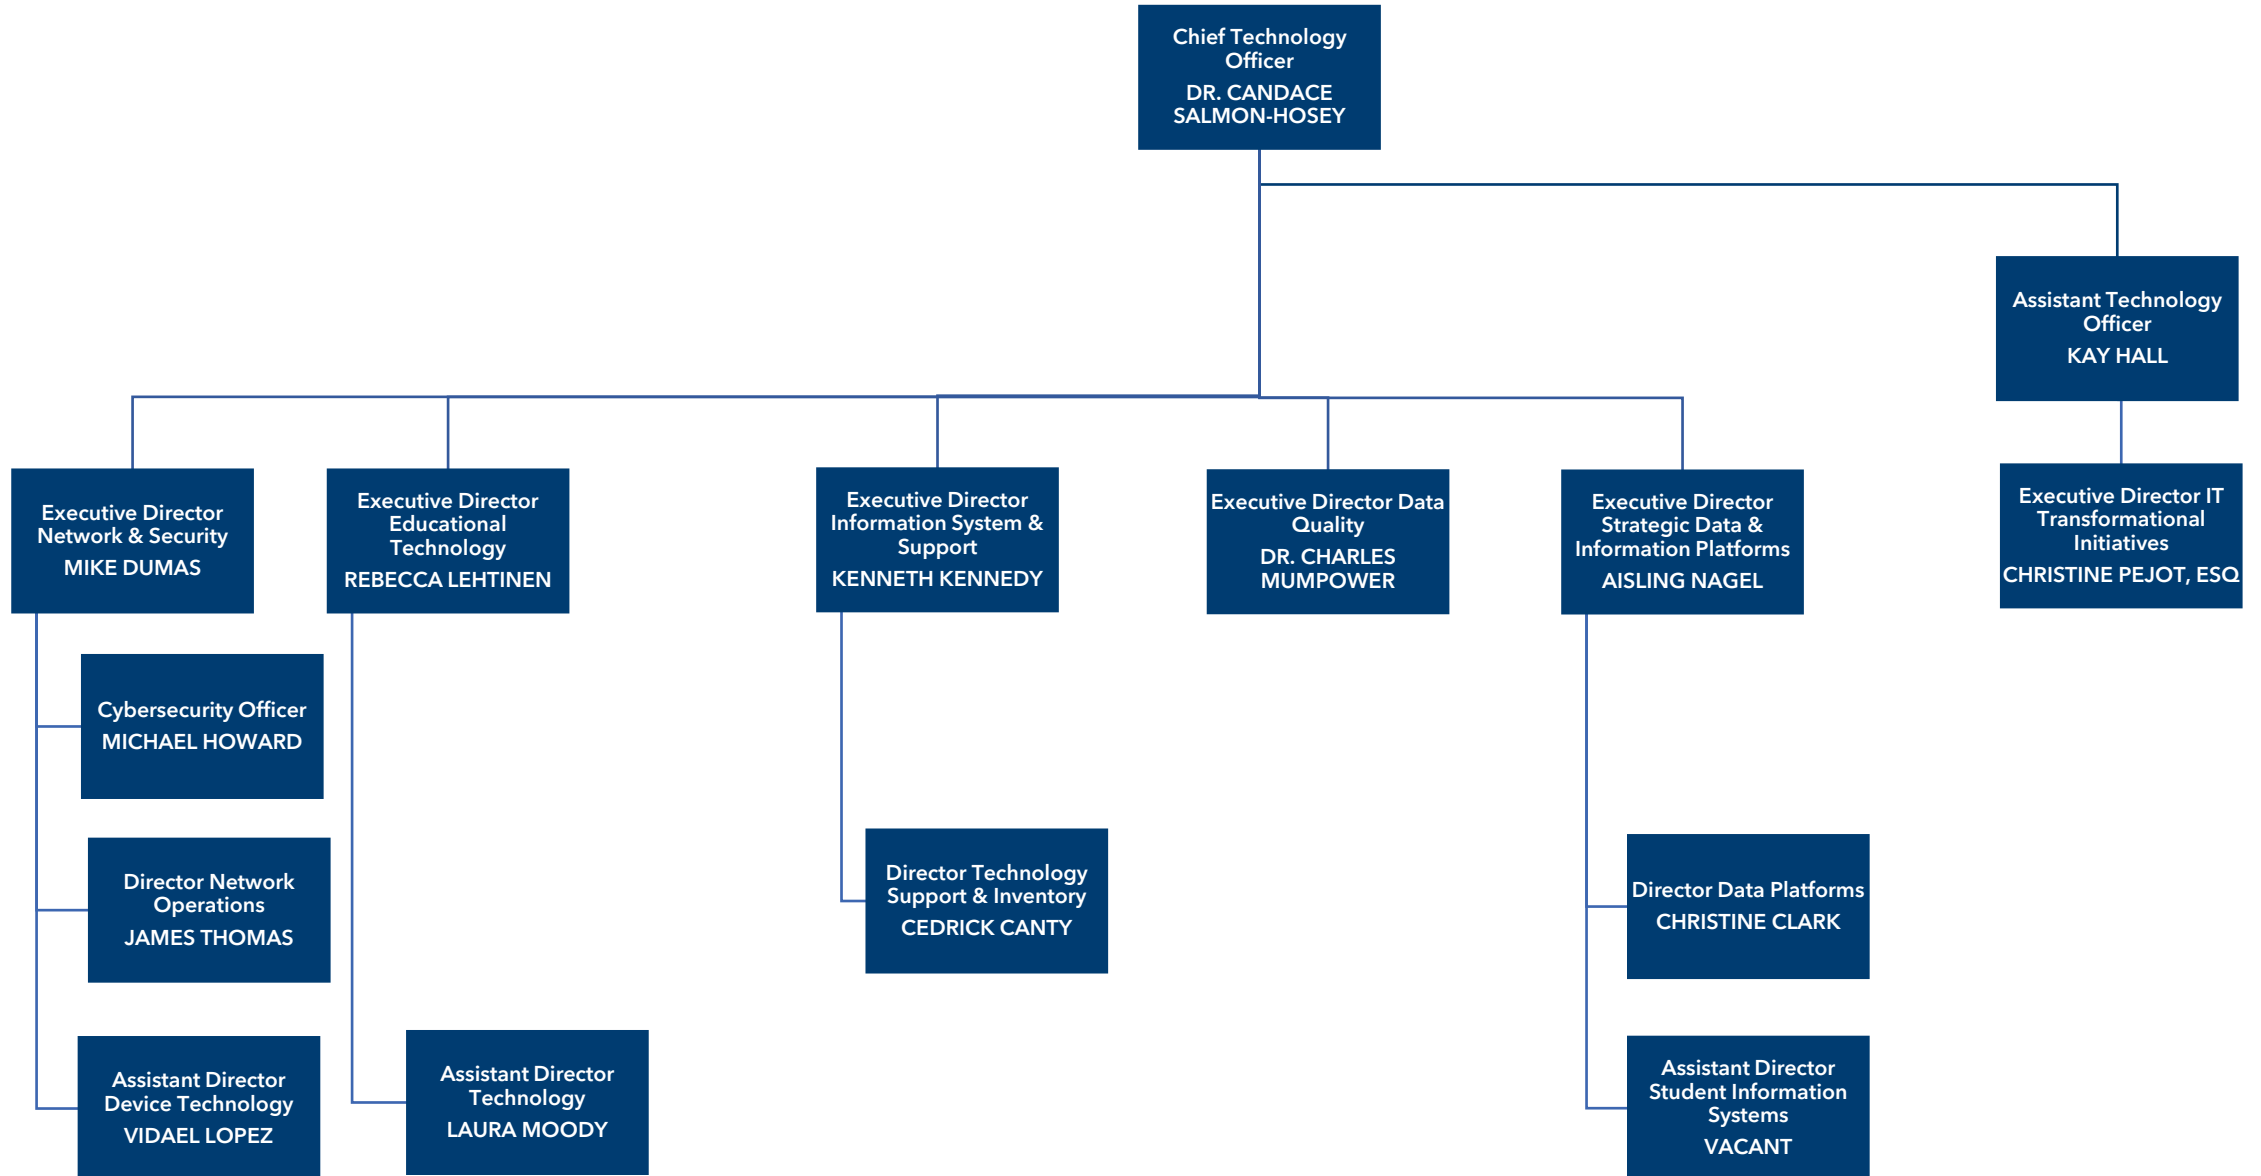 Chief Technology
Officer
DR. CANDACE
SALMON-HOSEY
Assistant Technology
Officer
KAY HALL
Executive Director
Network & Security
MIKE DUMAS
Executive Director
Educational
Technology
REBECCA LEHTINEN
Executive Director
Information System &
Support
KENNETH KENNEDY
Executive Director Data
Quality
DR. CHARLES
MUMPOWER
Executive Director
Strategic Data &
Information Platforms
AISLING NAGEL
Executive Director IT
Transformational
Initiatives
CHRISTINE PEJOT, ESQ
Cybersecurity Officer
MICHAEL HOWARD
Director Network
Operations
JAMES THOMAS
Director Technology
Support & Inventory
CEDRICK CANTY
Director Data Platforms
CHRISTINE CLARK
Assistant Director
Device Technology
VIDAEL LOPEZ
Assistant Director
Technology
LAURA MOODY
Assistant Director
Student Information
Systems
VACANT